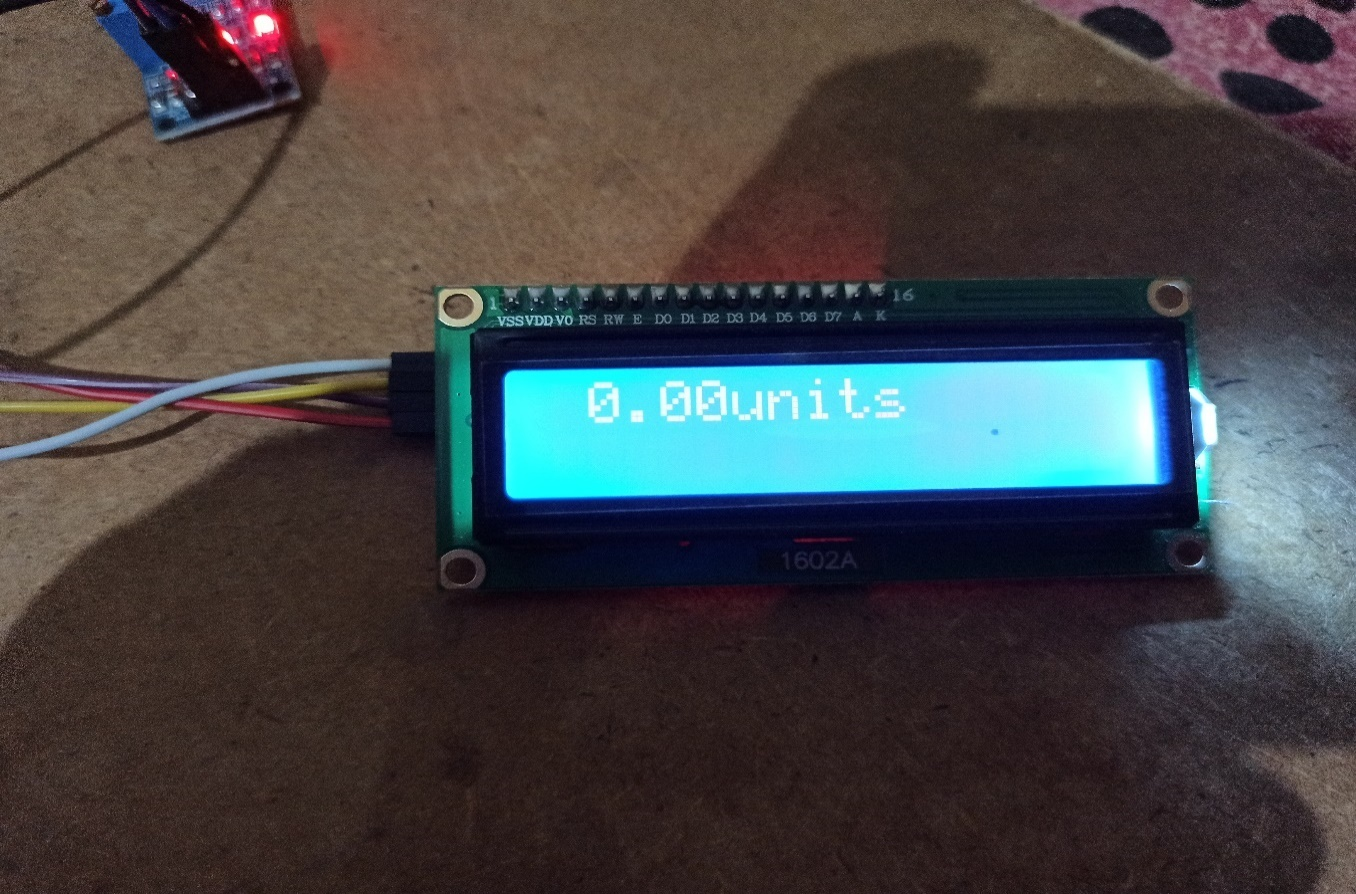 1 16
VSS VDD V0 RS RW E D0 D1 D2 D3 D4 D5 D6 D7 A K
0.00units
1602A